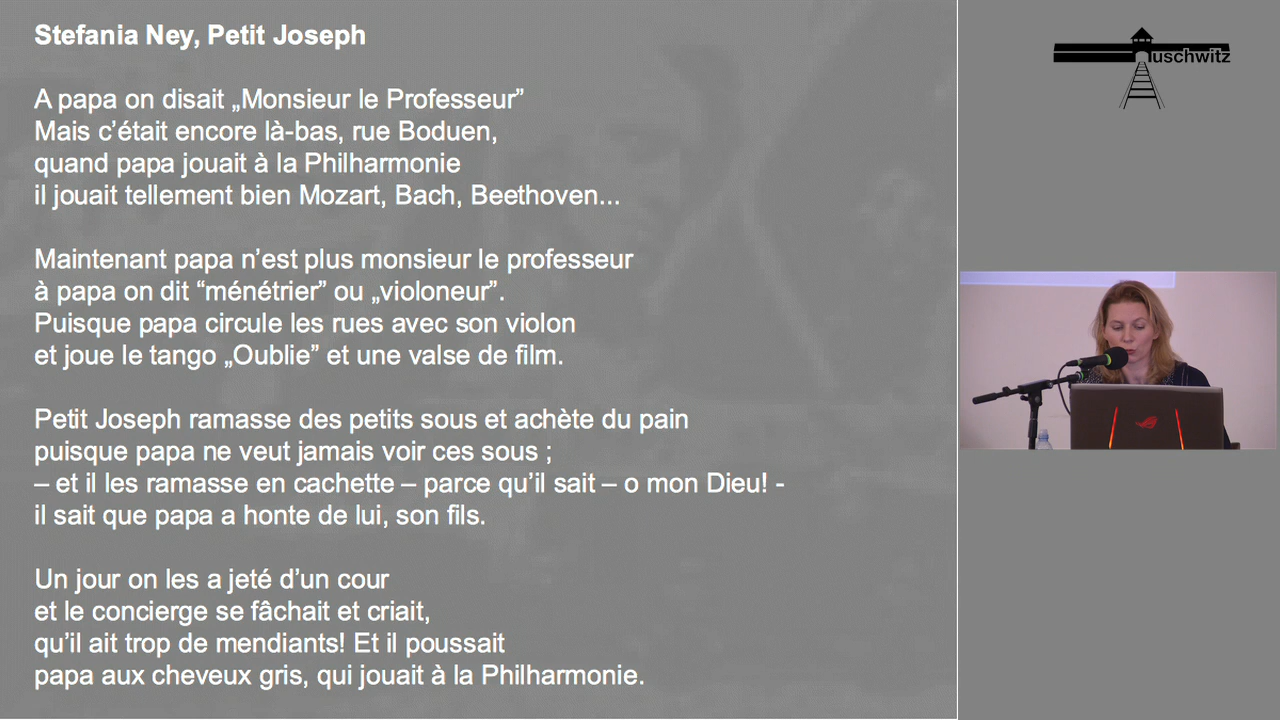 Stefania Ney, Petit Joseph
A papa on disait „Monsieur le Professeur”
Mais c’était encore là-bas, rue Boduen,
quand papa jouait à la Philharmonie
il jouait tellement bien Mozart, Bach, Beethoven...
Maintenant papa n’est plus monsieur le professeur
à papa on dit “ménétrier” ou „violoneur”.
Puisque papa circule les rues avec son violon
et joue le tango „Oublie” et une valse de film.
Petit Joseph ramasse des petits sous et achète du pain
puisque papa ne veut jamais voir ces sous ;
– et il les ramasse en cachette – parce qu’il sait – o mon Dieu! -
il sait que papa a honte de lui, son fils.
Un jour on les a jeté d’un cour
et le concierge se fâchait et criait,
qu’il ait trop de mendiants! Et il poussait
papa aux cheveux gris, qui jouait à la Philharmonie.
uschwitz